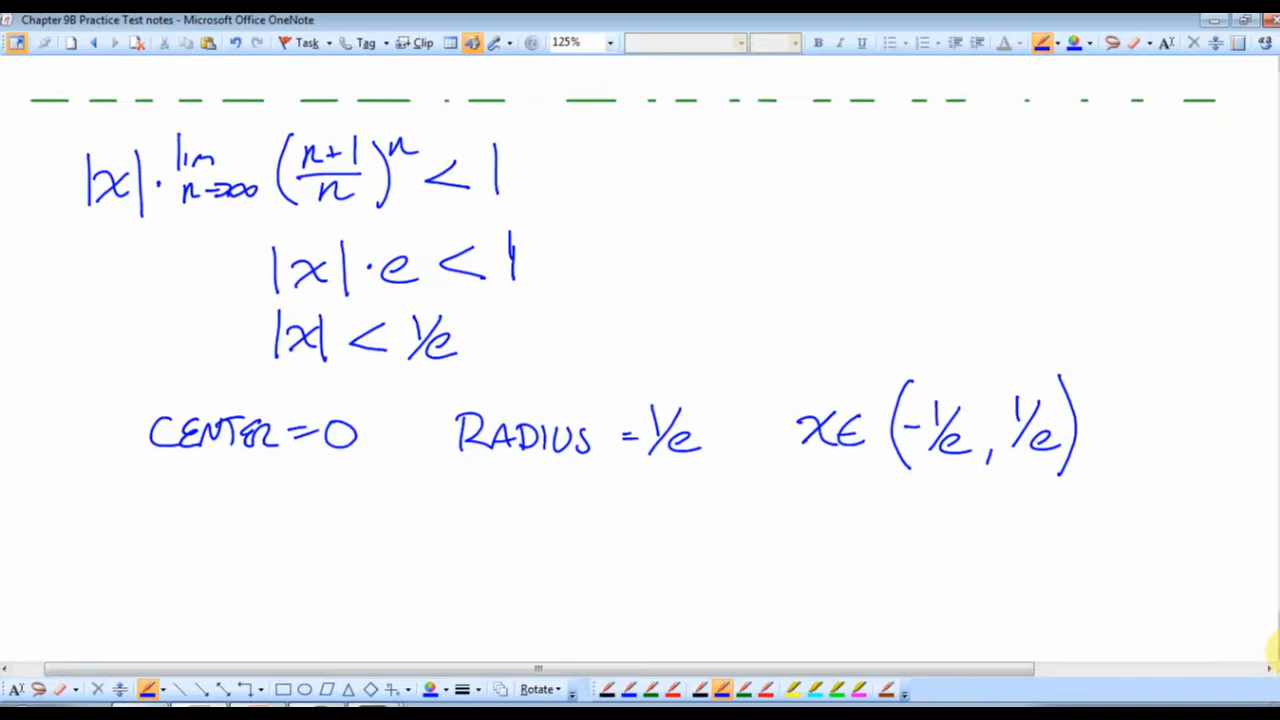 Chapter 9B Practice Test notes - Microsoft Office OneNote
Task Tag Clip 125% B I U A
|x| · lim n→∞ ((n+1)/n)^n < 1
|x| · e < 1
|x| < 1/e
CENTER = 0 RADIUS = 1/e x ∈ (-1/e, 1/e)
Rotate